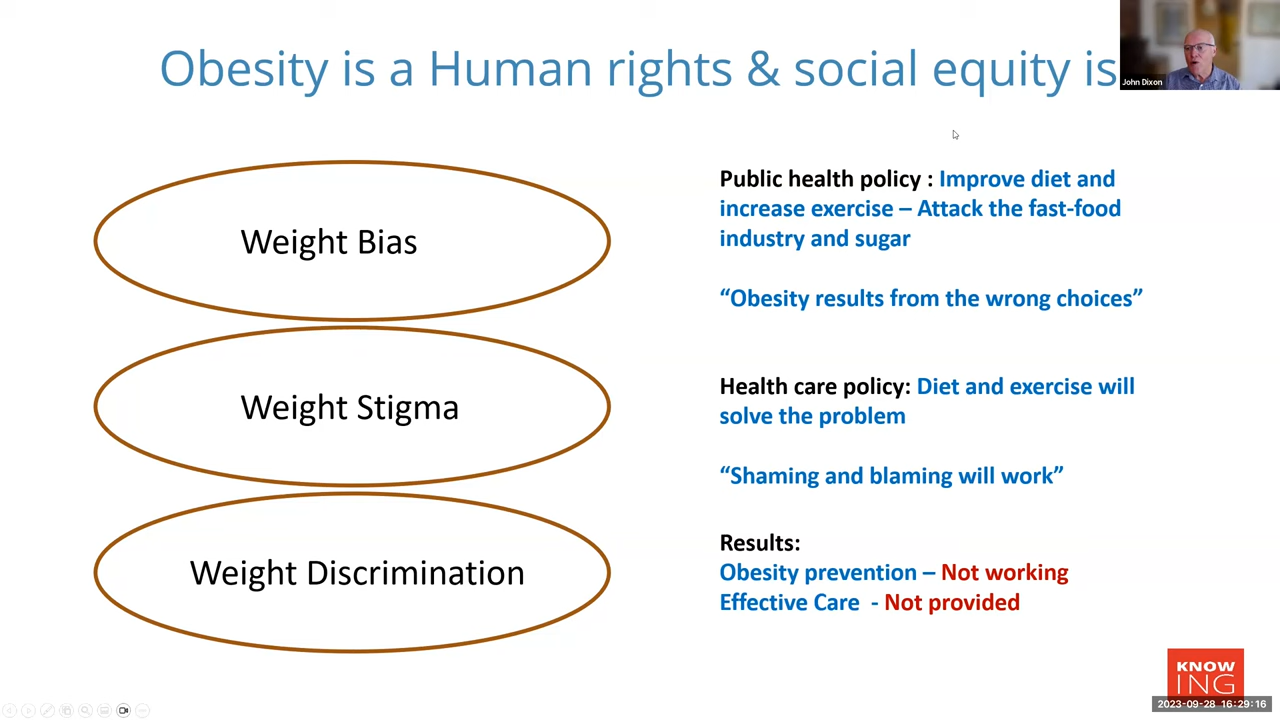 Obesity is a Human rights & social equity is
John Dixon
Weight Bias
Public health policy : Improve diet and
increase exercise – Attack the fast-food
industry and sugar
“Obesity results from the wrong choices”
Weight Stigma
Health care policy: Diet and exercise will
solve the problem
“Shaming and blaming will work”
Weight Discrimination
Results:
Obesity prevention – Not working
Effective Care  - Not provided
KNOW
ING
2023-09-28 16:29:16